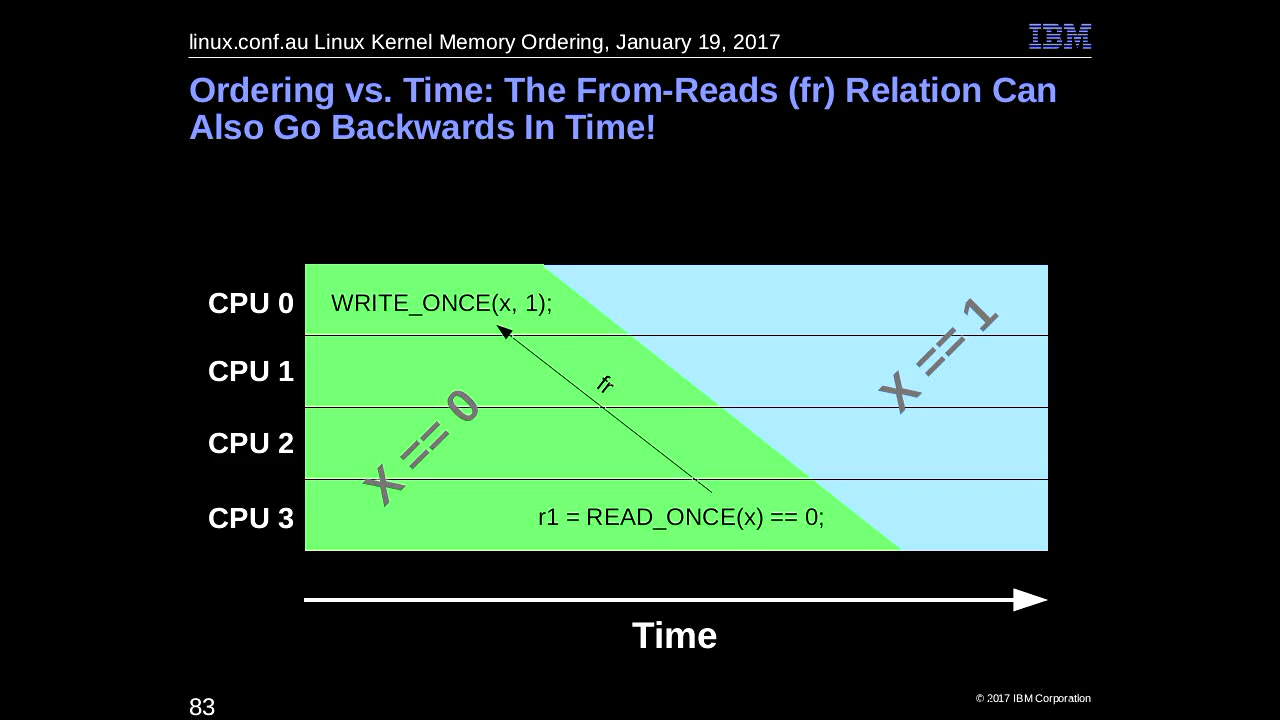 linux.conf.au Linux Kernel Memory Ordering, January 19, 2017
IBM
Ordering vs. Time: The From-Reads (fr) Relation Can
Also Go Backwards In Time!
CPU 0
WRITE_ONCE(x, 1);
X == 1
CPU 1
fr
X == 0
CPU 2
CPU 3
r1 = READ_ONCE(x) == 0;
Time
83
© 2017 IBM Corporation